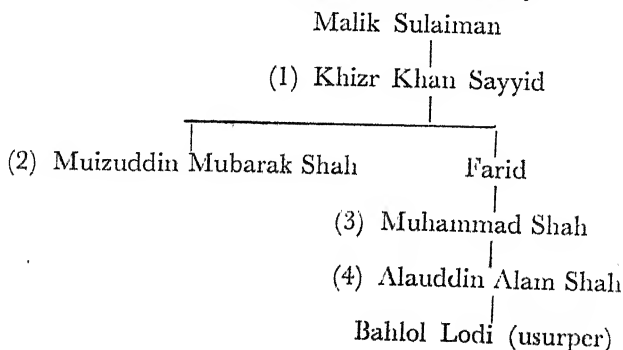 Malik Sulaiman
(1) Khizr Khan Sayyid
(2) Muizuddin Mubarak Shah Farid
(3) Muhammad Shah
(4) Alauddin Alam Shah
Bahlol Lodi (usurper)